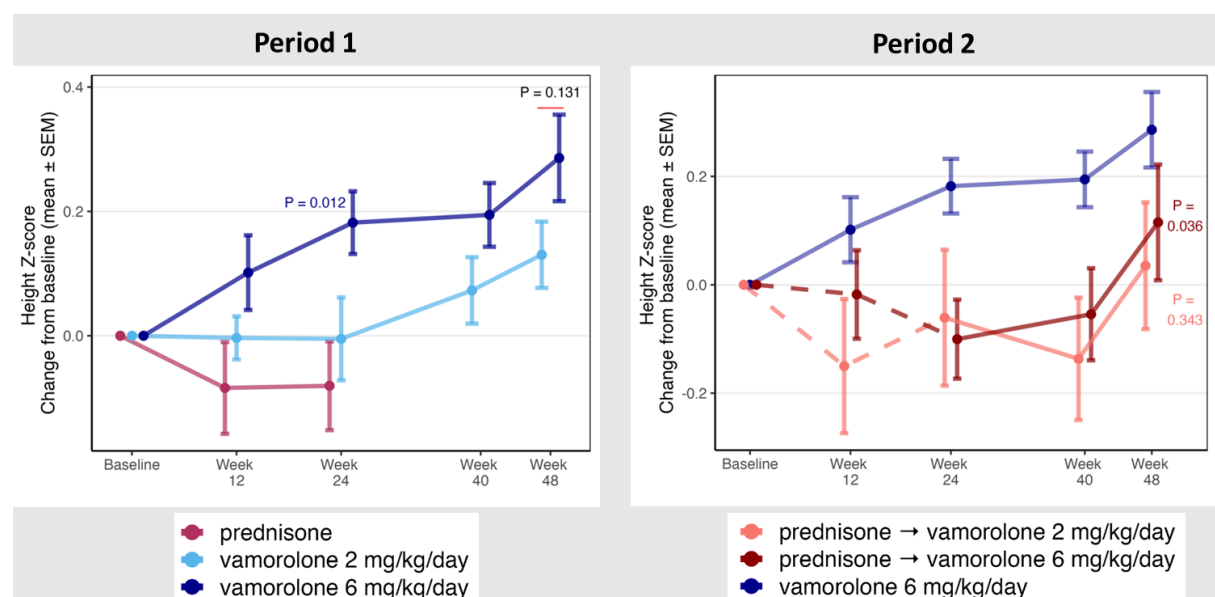 Period 1
Height Z-score
Change from baseline (mean ± SEM)
0.4
0.2
0.0
P = 0.012
P = 0.131
Baseline
Week
12
Week
24
Week
40
Week
48
prednisone
vamorolone 2 mg/kg/day
vamorolone 6 mg/kg/day
Period 2
Height Z-score
Change from baseline (mean ± SEM)
0.2
0.0
-0.2
P =
0.036
P =
0.343
Baseline
Week
12
Week
24
Week
40
Week
48
prednisone → vamorolone 2 mg/kg/day
prednisone → vamorolone 6 mg/kg/day
vamorolone 6 mg/kg/day